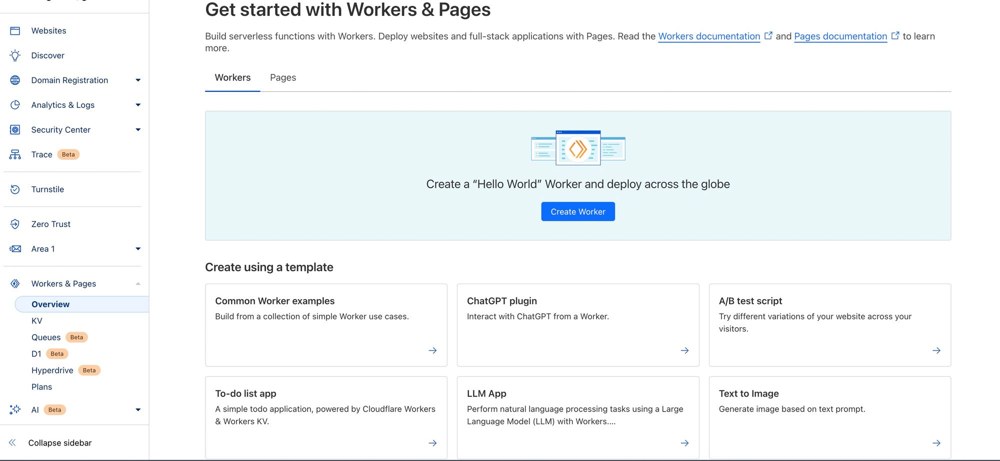 Websites
Discover
Domain Registration
Analytics & Logs
Security Center
Trace Beta
Turnstile
Zero Trust
Area 1
Workers & Pages
Overview
KV
Queues Beta
D1 Beta
Hyperdrive Beta
Plans
AI Beta
Collapse sidebar
Get started with Workers & Pages
Build serverless functions with Workers. Deploy websites and full-stack applications with Pages. Read the Workers documentation and Pages documentation to learn
more.
Workers Pages
Create a “Hello World” Worker and deploy across the globe
Create Worker
Create using a template
Common Worker examples
Build from a collection of simple Worker use cases.
ChatGPT plugin
Interact with ChatGPT from a Worker.
A/B test script
Try different variations of your website across your
visitors.
To-do list app
A simple todo application, powered by Cloudflare Workers
& Workers KV.
LLM App
Perform natural language processing tasks using a Large
Language Model (LLM) with Workers....
Text to Image
Generate image based on text prompt.